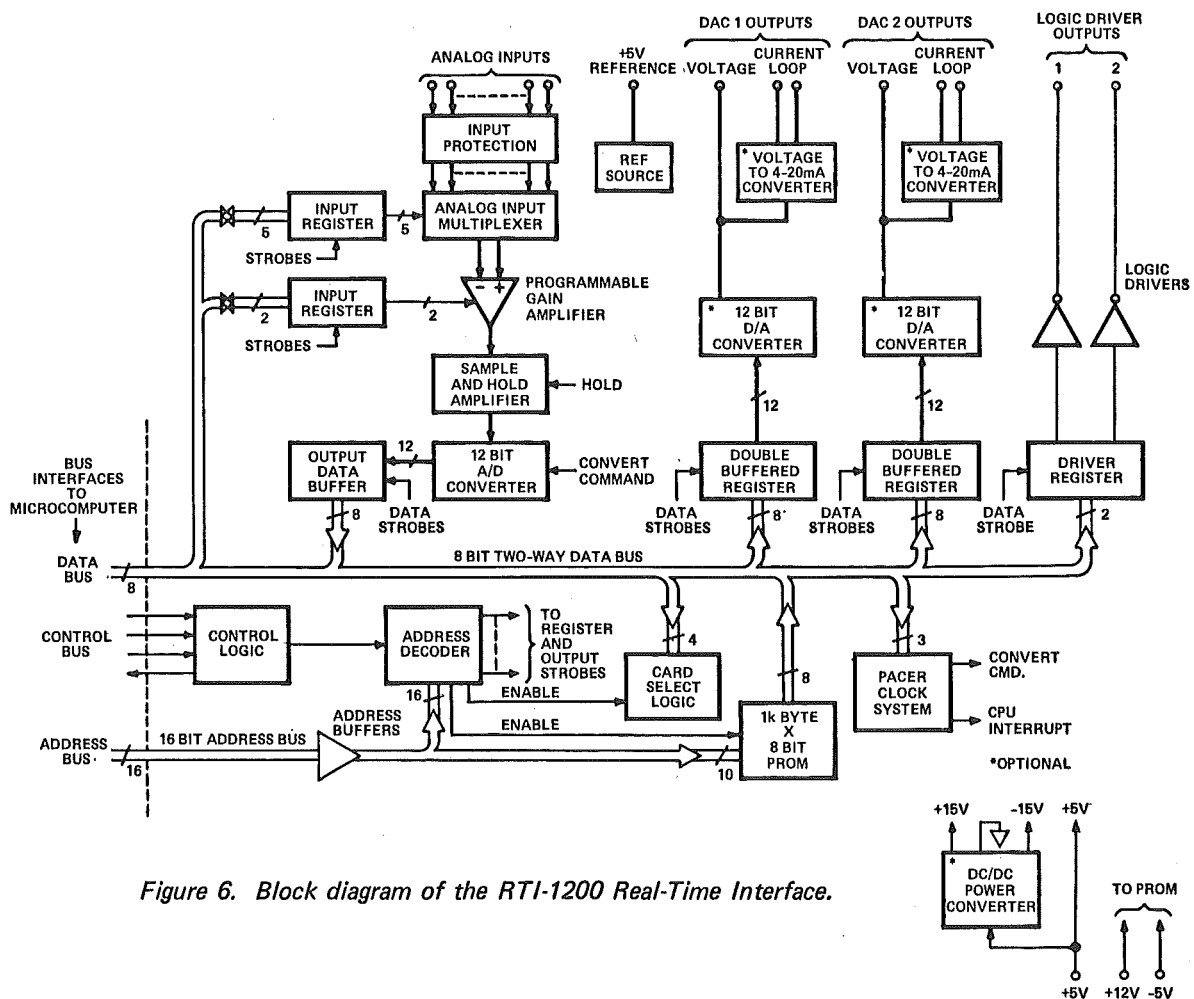 DAC 1 OUTPUTS
DAC 2 OUTPUTS
LOGIC DRIVER
OUTPUTS
ANALOG INPUTS
+5V
REFERENCE
VOLTAGE
CURRENT
LOOP
VOLTAGE
CURRENT
LOOP
1
2
INPUT
PROTECTION
REF
SOURCE
* VOLTAGE
TO 4-20mA
CONVERTER
* VOLTAGE
TO 4-20mA
CONVERTER
INPUT
REGISTER
5
5
STROBES
ANALOG INPUT
MULTIPLEXER
- +
PROGRAMMABLE
GAIN
AMPLIFIER
INPUT
REGISTER
2
2
STROBES
LOGIC
DRIVERS
* 12 BIT
D/A
CONVERTER
* 12 BIT
D/A
CONVERTER
SAMPLE
AND HOLD
AMPLIFIER
HOLD
12
12
BUS
INTERFACES
TO
MICROCOMPUTER
OUTPUT
DATA
BUFFER
12
12 BIT
A/D
CONVERTER
CONVERT
COMMAND
DATA
STROBES
8
DOUBLE
BUFFERED
REGISTER
DATA
STROBES
8
DOUBLE
BUFFERED
REGISTER
DATA
STROBES
8
DRIVER
REGISTER
DATA
STROBE
2
DATA
BUS
8
8 BIT TWO-WAY DATA BUS
CONTROL
BUS
CONTROL
LOGIC
ADDRESS
DECODER
TO
REGISTER
AND
OUTPUT
STROBES
4
CARD
SELECT
LOGIC
8
3
PACER
CLOCK
SYSTEM
CONVERT
CMD.
CPU
INTERRUPT
16
ENABLE
ENABLE
ADDRESS
BUFFERS
ADDRESS
BUS
16
16 BIT ADDRESS BUS
10
1k BYTE
X
8 BIT
PROM
*OPTIONAL
+15V
-15V
+5V
* DC/DC
POWER
CONVERTER
TO PROM
+5V
+12V
-5V
Figure 6. Block diagram of the RTI-1200 Real-Time Interface.